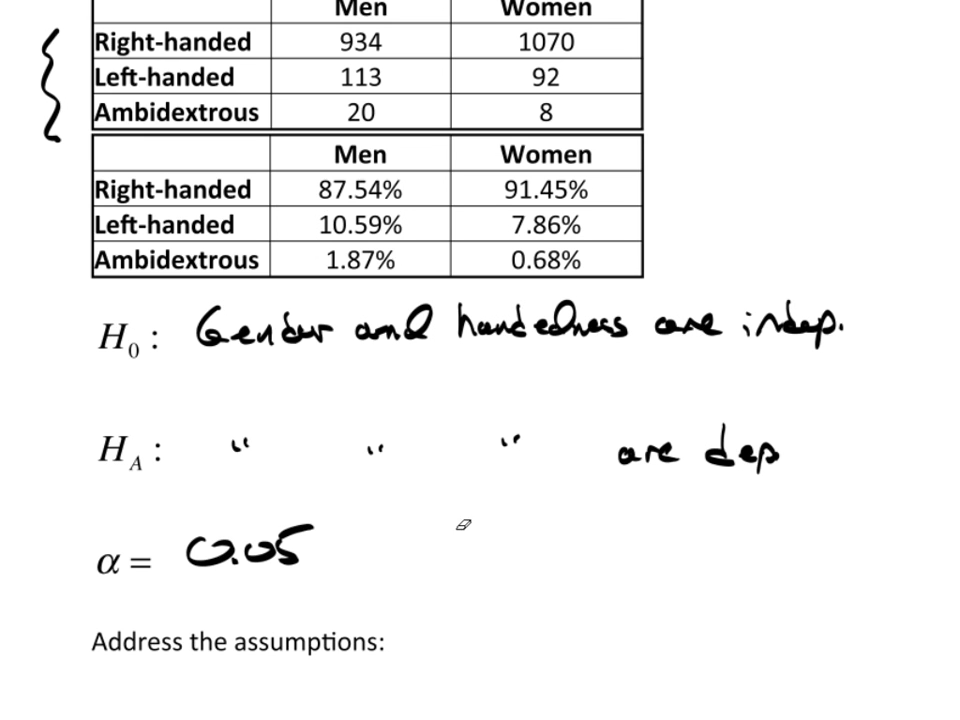 Men Women
Right-handed 934 1070
Left-handed 113 92
Ambidextrous 20 8
Men Women
Right-handed 87.54% 91.45%
Left-handed 10.59% 7.86%
Ambidextrous 1.87% 0.68%
H₀ : Gender and handedness are indep.
H_A : " " " are dep
α = 0.05
Address the assumptions: